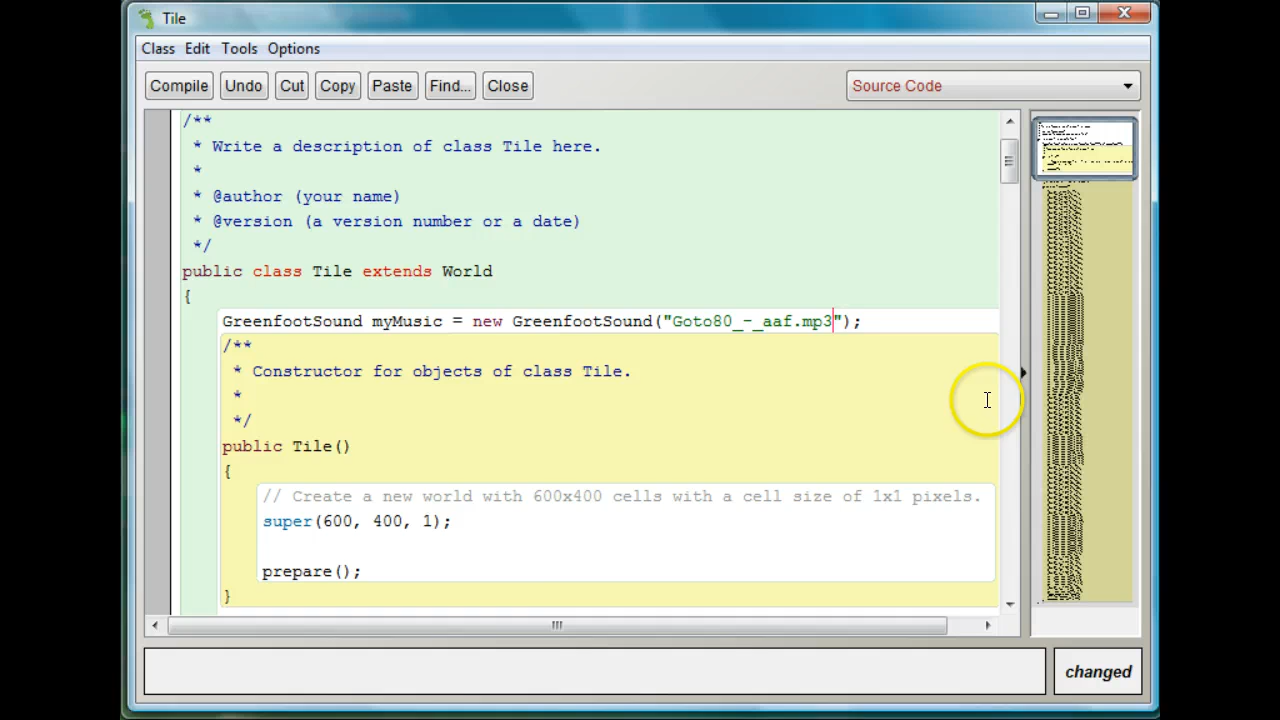 Tile
Class Edit Tools Options
Compile Undo Cut Copy Paste Find... Close Source Code
/**
* Write a description of class Tile here.
*
* @author (your name)
* @version (a version number or a date)
*/
public class Tile extends World
{
GreenfootSound myMusic = new GreenfootSound("Goto80_-_aaf.mp3");
/**
* Constructor for objects of class Tile.
*
*/
public Tile()
{
// Create a new world with 600x400 cells with a cell size of 1x1 pixels.
super(600, 400, 1);
prepare();
}
changed